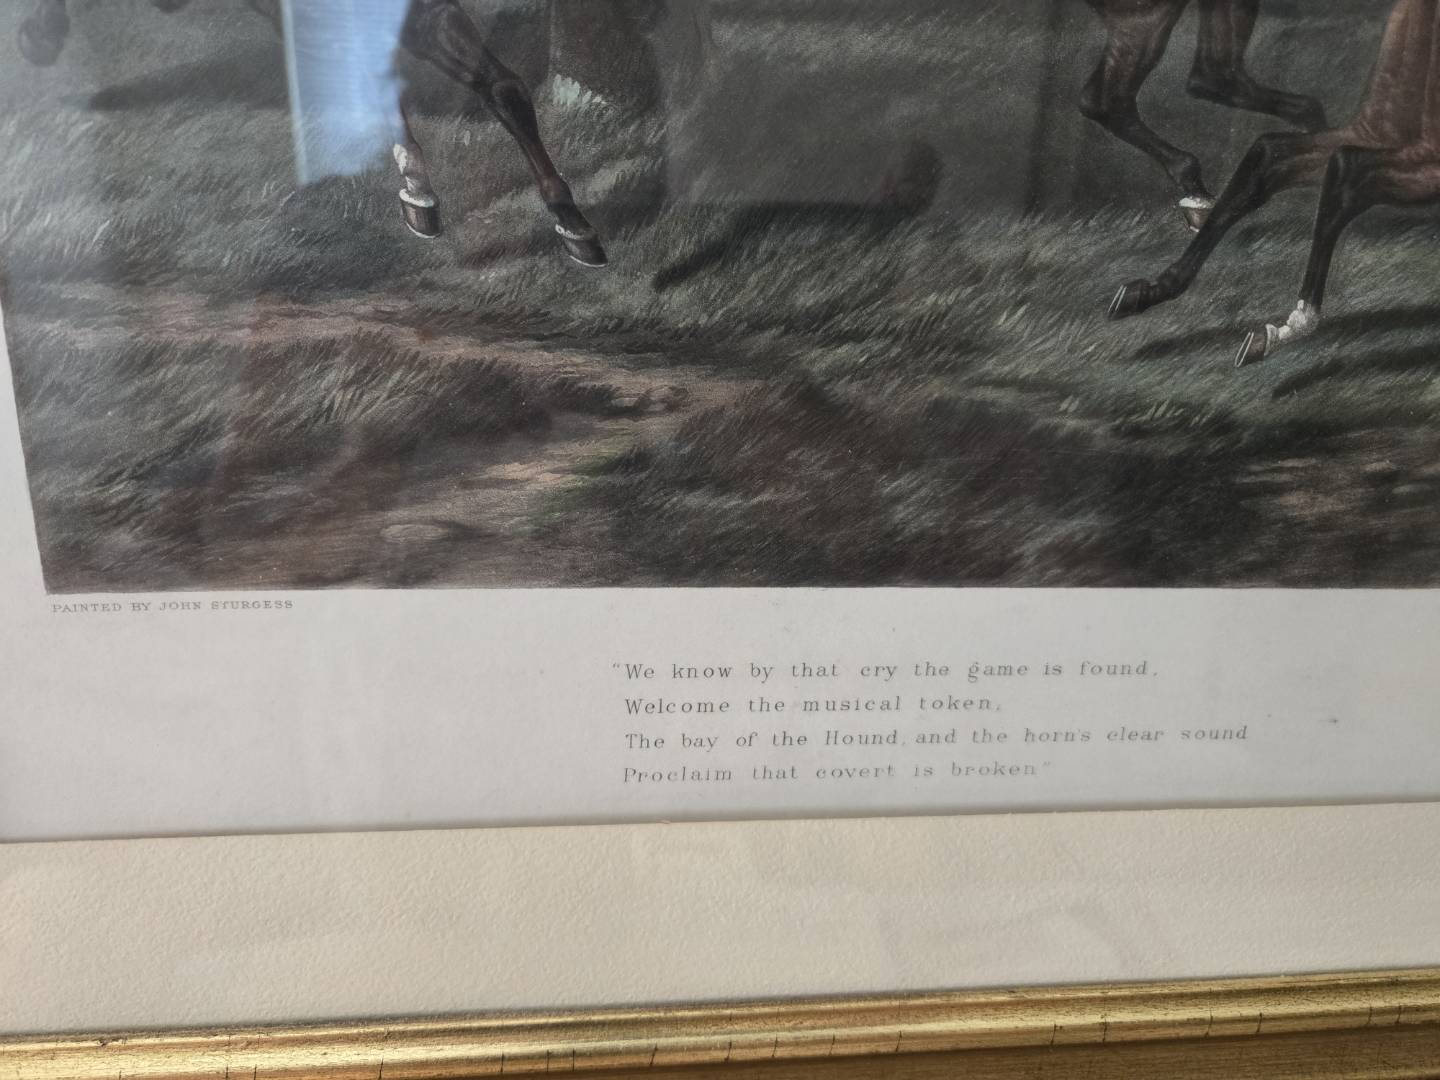 PAINTED BY JOHN STURGESS
"We know by that cry the game is found,
Welcome the musical token,
The bay of the Hound, and the horn's clear sound
Proclaim that covert is broken"